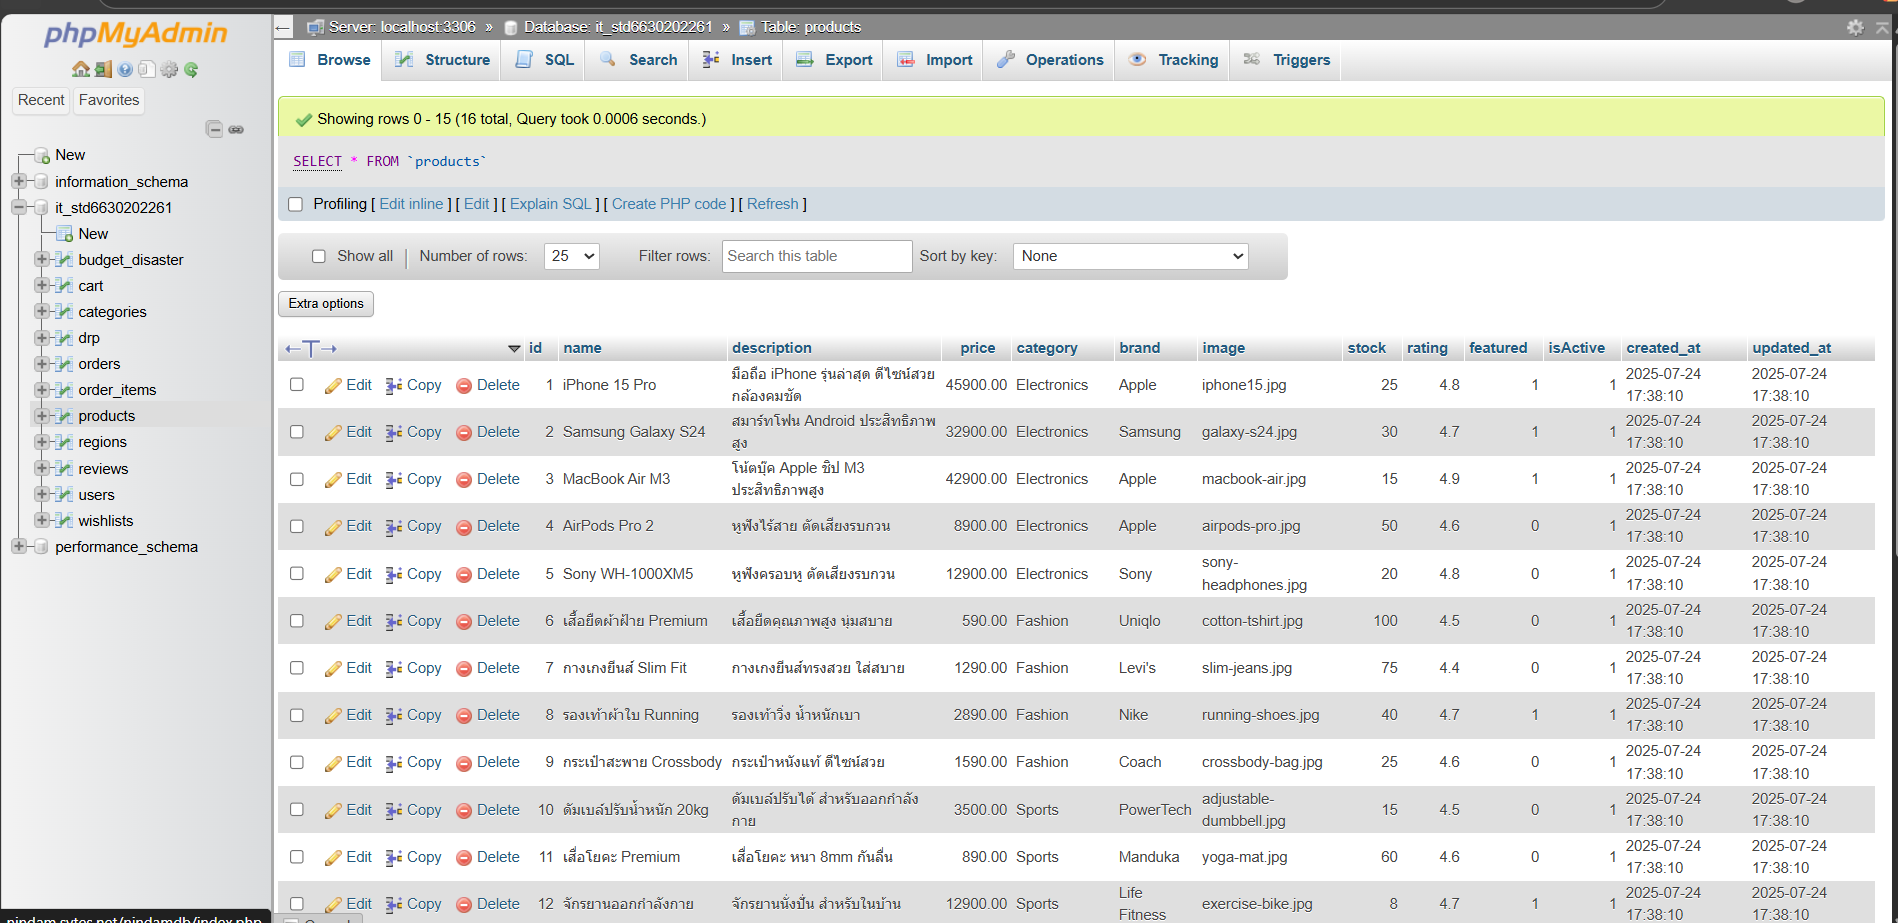 phpMyAdmin
Recent Favorites
New
information_schema
it_std6630202261
New
budget_disaster
cart
categories
drp
orders
order_items
products
regions
reviews
users
wishlists
performance_schema
Server: localhost:3306 » Database: it_std6630202261 » Table: products
Browse Structure SQL Search Insert Export Import Operations Tracking Triggers
Showing rows 0 - 15 (16 total, Query took 0.0006 seconds.)
SELECT * FROM `products`
Profiling [ Edit inline ] [ Edit ] [ Explain SQL ] [ Create PHP code ] [ Refresh ]
Show all Number of rows: 25 Filter rows: Search this table Sort by key: None
Extra options
id name description price category brand image stock rating featured isActive created_at updated_at
Edit Copy Delete 1 iPhone 15 Pro มือถือ iPhone รุ่นล่าสุด ดีไซน์สวย กล้องคมชัด 45900.00 Electronics Apple iphone15.jpg 25 4.8 1 1 2025-07-24 17:38:10 2025-07-24 17:38:10
Edit Copy Delete 2 Samsung Galaxy S24 สมาร์ทโฟน Android ประสิทธิภาพสูง 32900.00 Electronics Samsung galaxy-s24.jpg 30 4.7 1 1 2025-07-24 17:38:10 2025-07-24 17:38:10
Edit Copy Delete 3 MacBook Air M3 โน้ตบุ๊ค Apple ชิป M3 ประสิทธิภาพสูง 42900.00 Electronics Apple macbook-air.jpg 15 4.9 1 1 2025-07-24 17:38:10 2025-07-24 17:38:10
Edit Copy Delete 4 AirPods Pro 2 หูฟังไร้สาย ตัดเสียงรบกวน 8900.00 Electronics Apple airpods-pro.jpg 50 4.6 0 1 2025-07-24 17:38:10 2025-07-24 17:38:10
Edit Copy Delete 5 Sony WH-1000XM5 หูฟังครอบหู ตัดเสียงรบกวน 12900.00 Electronics Sony sony-headphones.jpg 20 4.8 0 1 2025-07-24 17:38:10 2025-07-24 17:38:10
Edit Copy Delete 6 เสื้อยืดผ้าฝ้าย Premium เสื้อยืดคุณภาพสูง นุ่มสบาย 590.00 Fashion Uniqlo cotton-tshirt.jpg 100 4.5 0 1 2025-07-24 17:38:10 2025-07-24 17:38:10
Edit Copy Delete 7 กางเกงยีนส์ Slim Fit กางเกงยีนส์ทรงสวย ใส่สบาย 1290.00 Fashion Levi's slim-jeans.jpg 75 4.4 0 1 2025-07-24 17:38:10 2025-07-24 17:38:10
Edit Copy Delete 8 รองเท้าผ้าใบ Running รองเท้าวิ่ง น้ำหนักเบา 2890.00 Fashion Nike running-shoes.jpg 40 4.7 1 1 2025-07-24 17:38:10 2025-07-24 17:38:10
Edit Copy Delete 9 กระเป๋าสะพาย Crossbody กระเป๋าหนังแท้ ดีไซน์สวย 1590.00 Fashion Coach crossbody-bag.jpg 25 4.6 0 1 2025-07-24 17:38:10 2025-07-24 17:38:10
Edit Copy Delete 10 ดัมเบล์ปรับน้ำหนัก 20kg ดัมเบล์ปรับได้ สำหรับออกกำลังกาย 3500.00 Sports PowerTech adjustable-dumbbell.jpg 15 4.5 0 1 2025-07-24 17:38:10 2025-07-24 17:38:10
Edit Copy Delete 11 เสื่อโยคะ Premium เสื่อโยคะ หนา 8mm กันลื่น 890.00 Sports Manduka yoga-mat.jpg 60 4.6 0 1 2025-07-24 17:38:10 2025-07-24 17:38:10
Edit Copy Delete 12 จักรยานออกกำลังกาย จักรยานนั่งปั่น สำหรับในบ้าน 12900.00 Sports Life Fitness exercise-bike.jpg 8 4.7 1 1 2025-07-24 17:38:10 2025-07-24 17:38:10
nindam.sytes.net/nindamdb/index.php